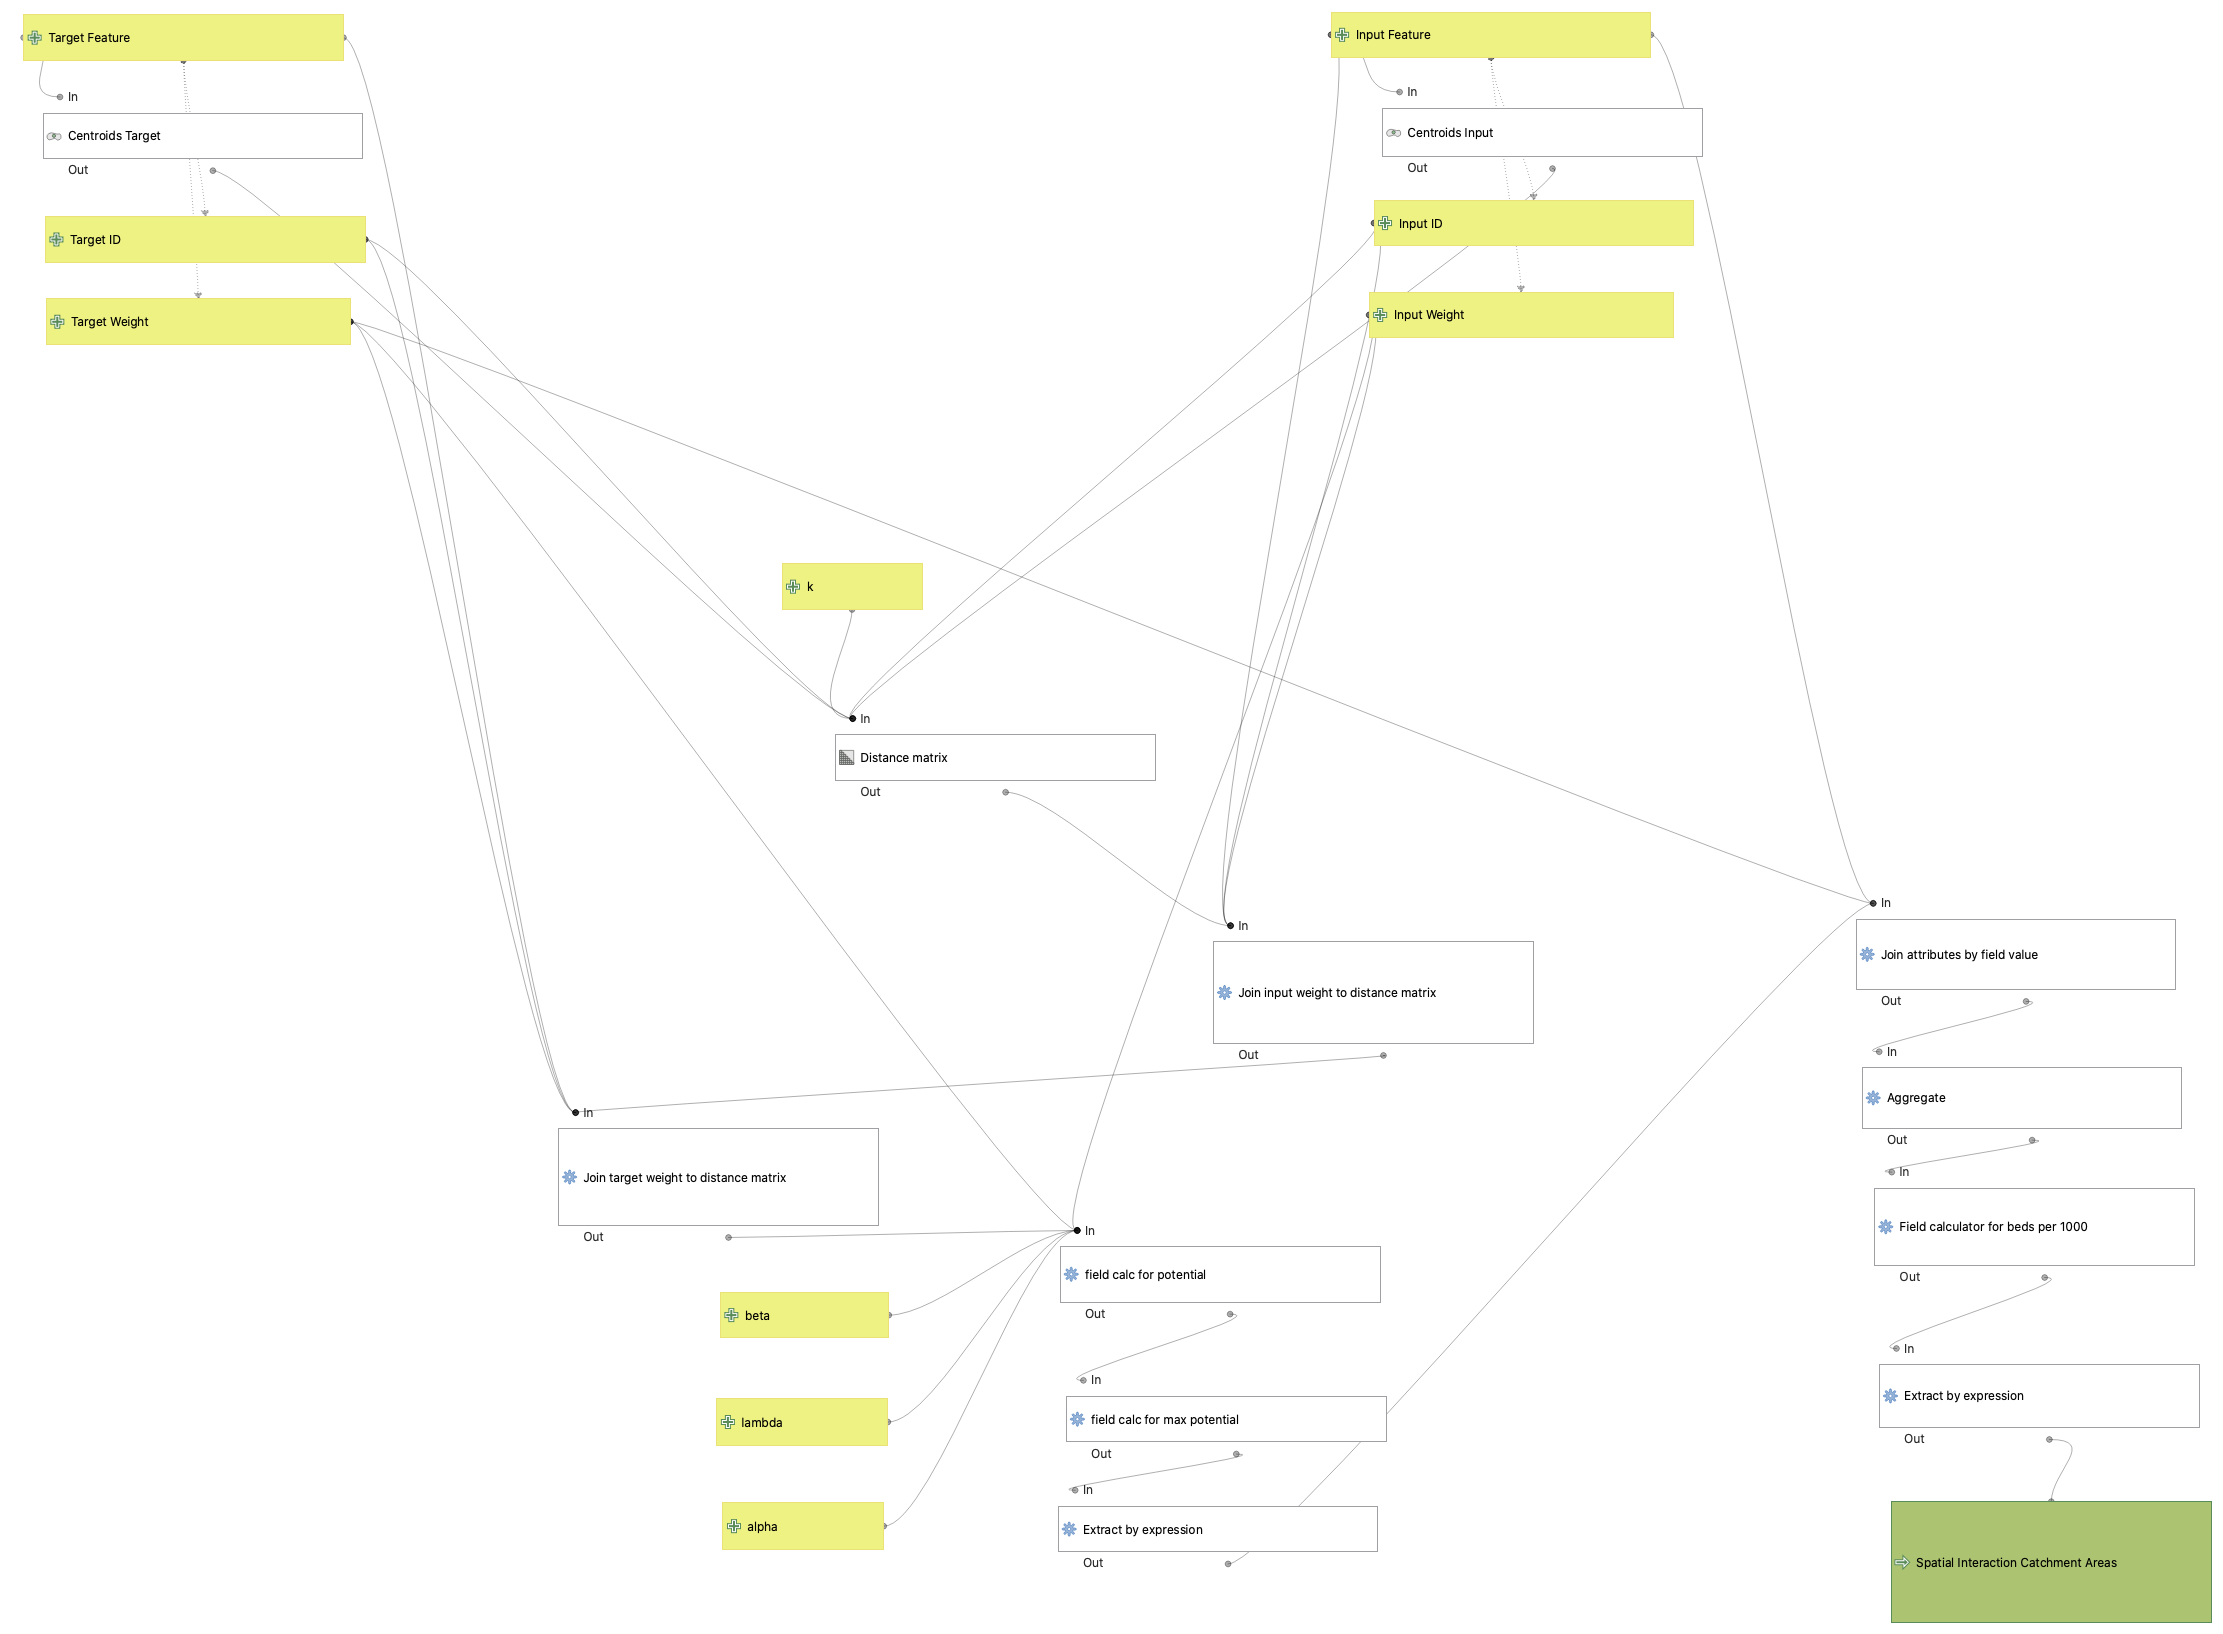 Target Feature
In
Centroids Target
Out
Target ID
Target Weight
Input Feature
In
Centroids Input
Out
Input ID
Input Weight
k
In
Distance matrix
Out
In
Join input weight to distance matrix
Out
In
Join target weight to distance matrix
Out
beta
lambda
alpha
In
field calc for potential
Out
In
field calc for max potential
Out
In
Extract by expression
Out
In
Join attributes by field value
Out
In
Aggregate
Out
In
Field calculator for beds per 1000
Out
In
Extract by expression
Out
Spatial Interaction Catchment Areas